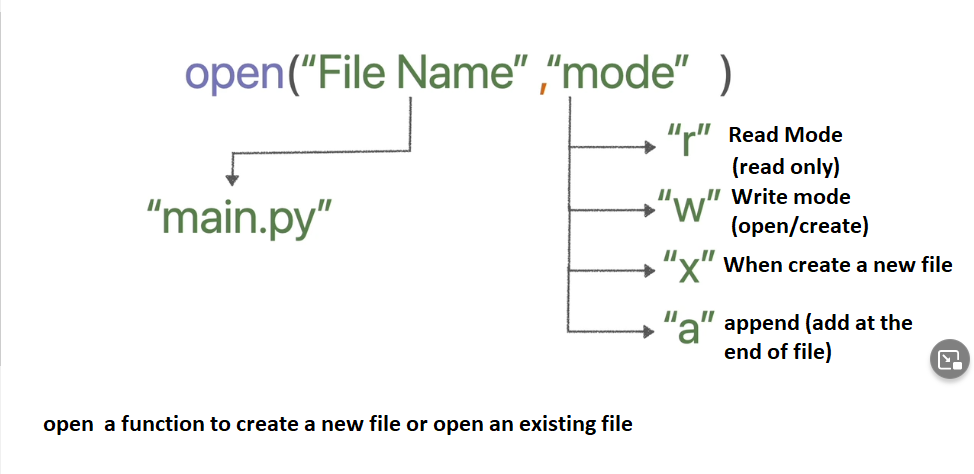 open(“File Name” ,“mode” )
“main.py”
“r” Read Mode
(read only)
“w” Write mode
(open/create)
“x” When create a new file
“a” append (add at the
end of file)
open a function to create a new file or open an existing file